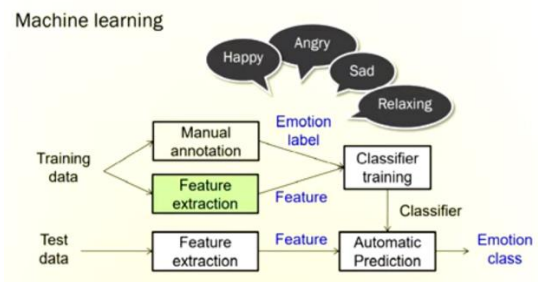 Machine learning
Happy
Angry
Sad
Relaxing
Training
data
Manual
annotation
Emotion
label
Feature
extraction
Feature
Classifier
training
Classifier
Test
data
Feature
extraction
Feature
Automatic
Prediction
Emotion
class